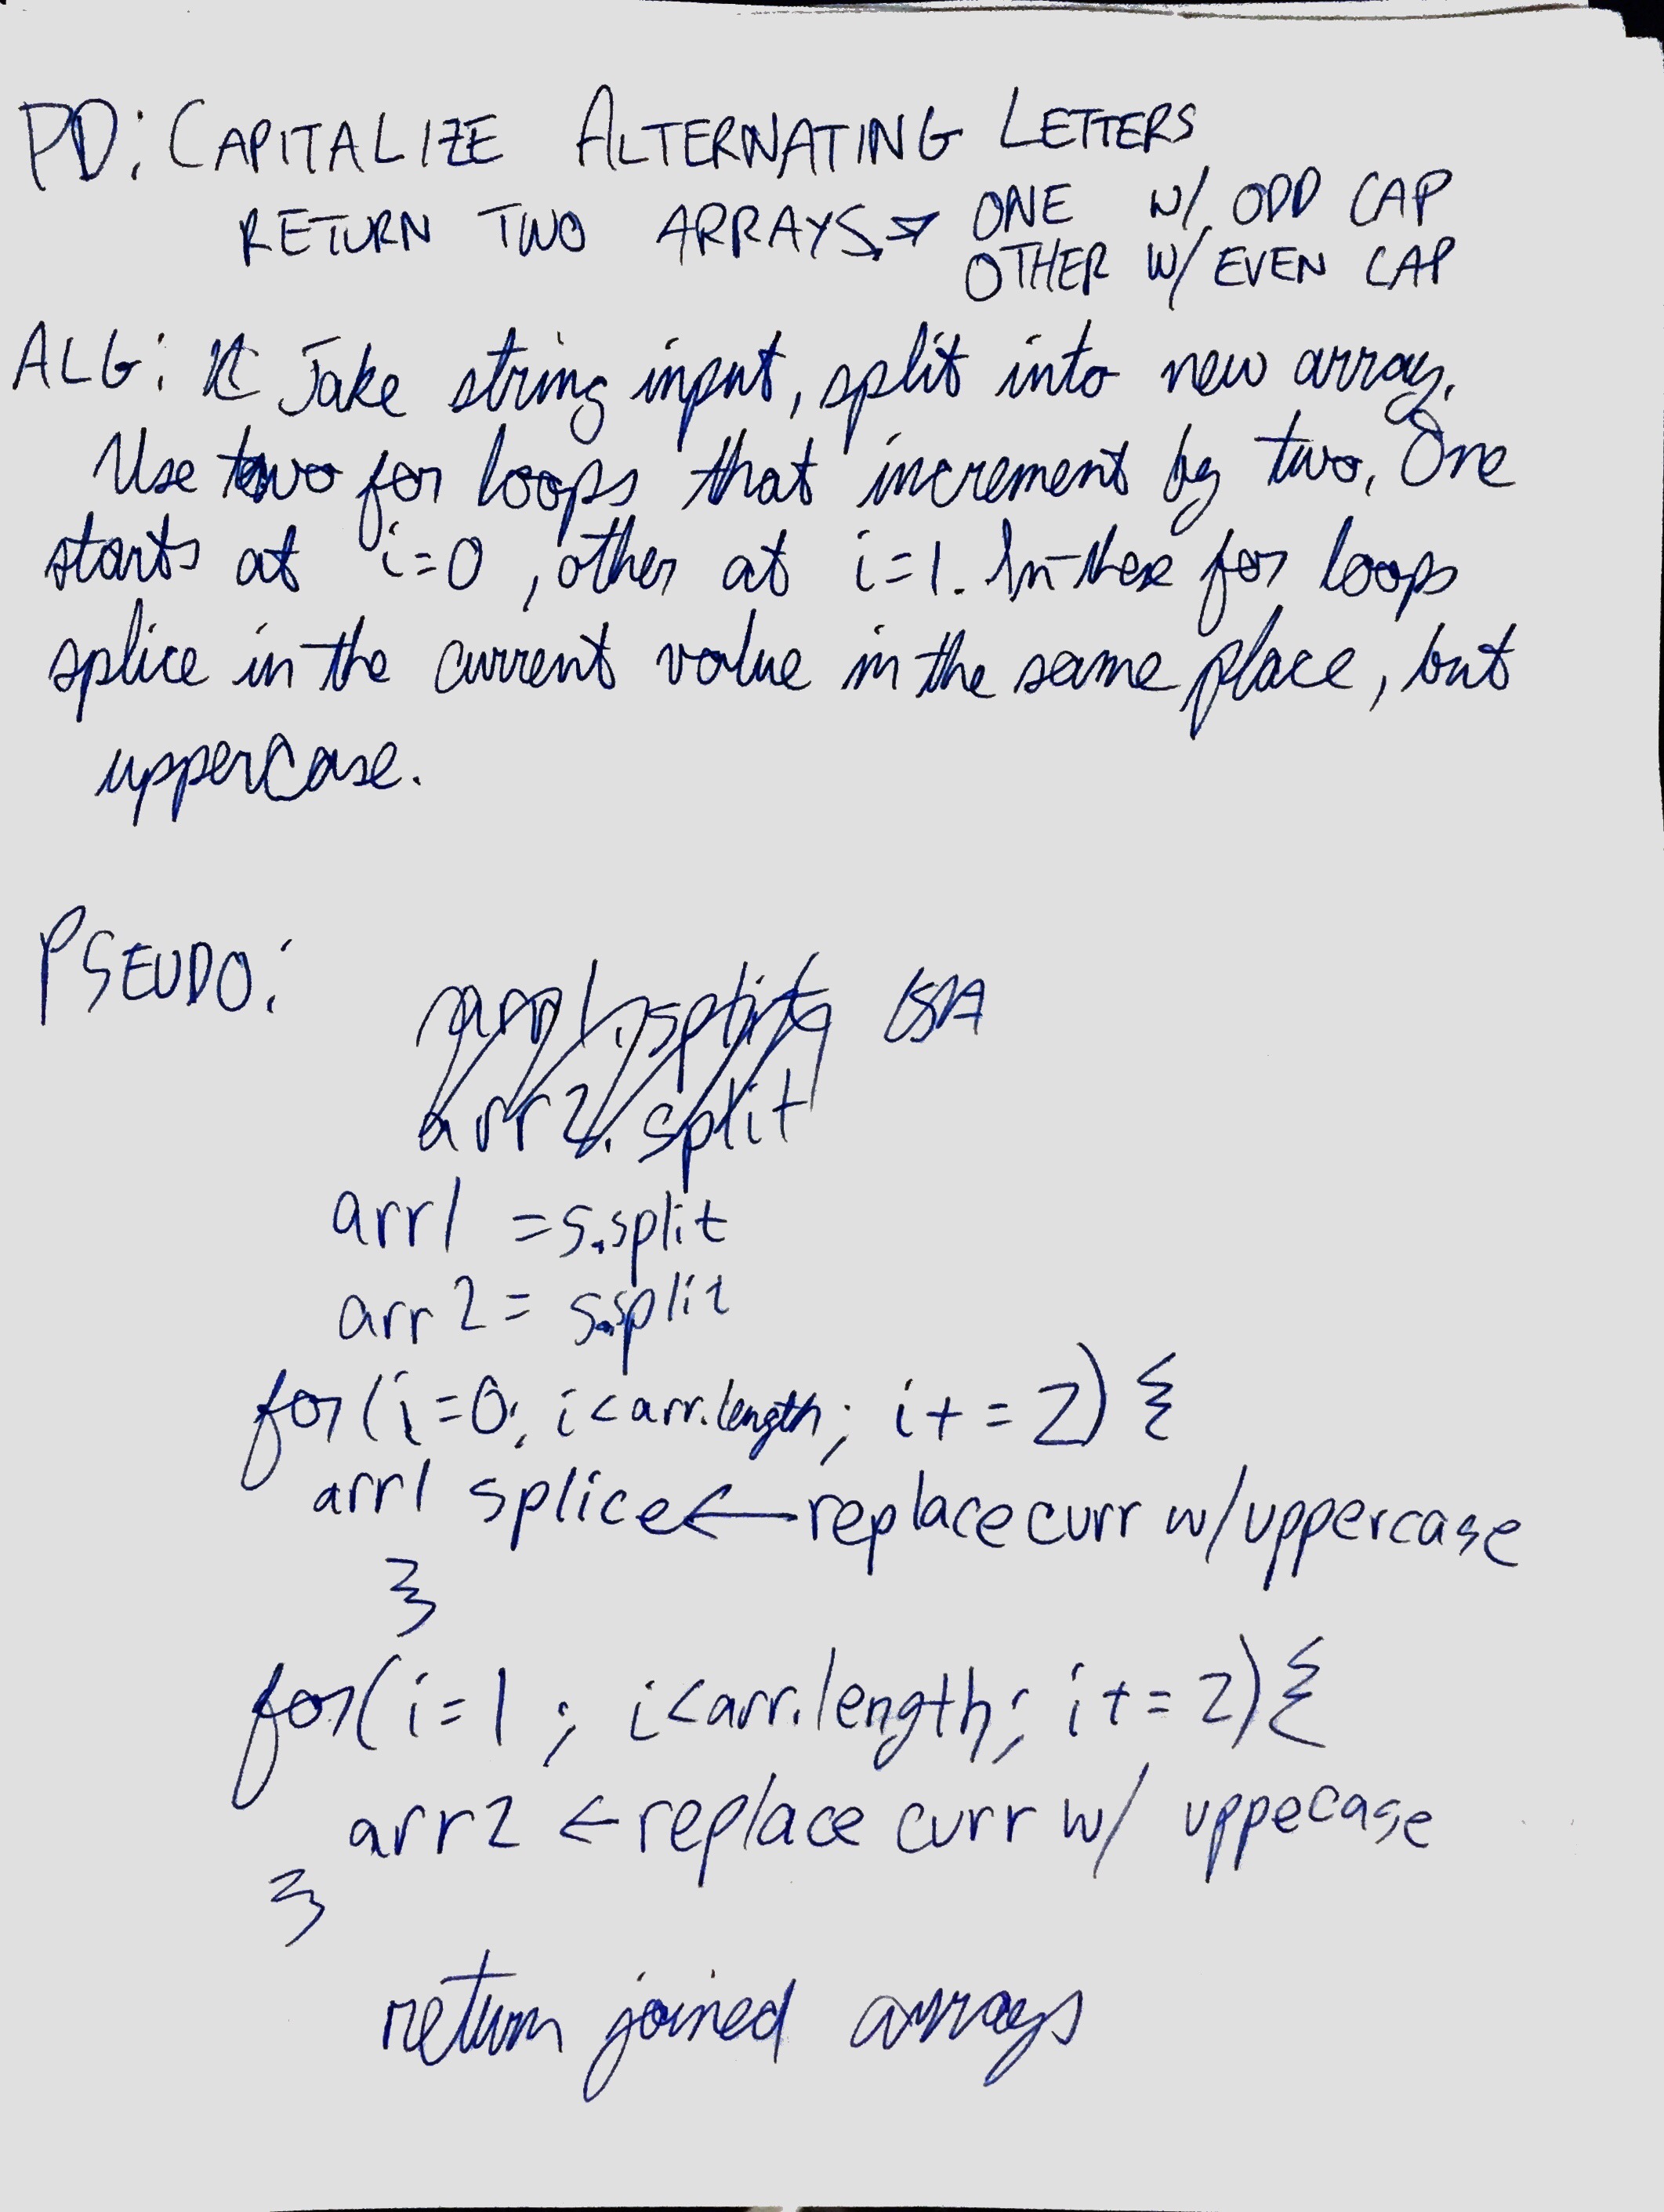 PD: CAPITALIZE ALTERNATING LETTERS
RETURN TWO ARRAYS → ONE W/ ODD CAP
OTHER W/ EVEN CAP
ALG: Take string input, split into new array.
Use two for loops that increment by two, One
starts at i=0, other at i=1. In these for loops
splice in the current value in the same place, but
upperCase.
PSEUDO:
arr2.split
arr1 = s.split
arr2 = s.split
for(i=0; i<arr.length; i+=2){
arr1 splice ← replace curr w/uppercase
}
for(i=1; i<arr.length; i+=2){
arr2 ← replace curr w/ uppecase
}
return joined arrays